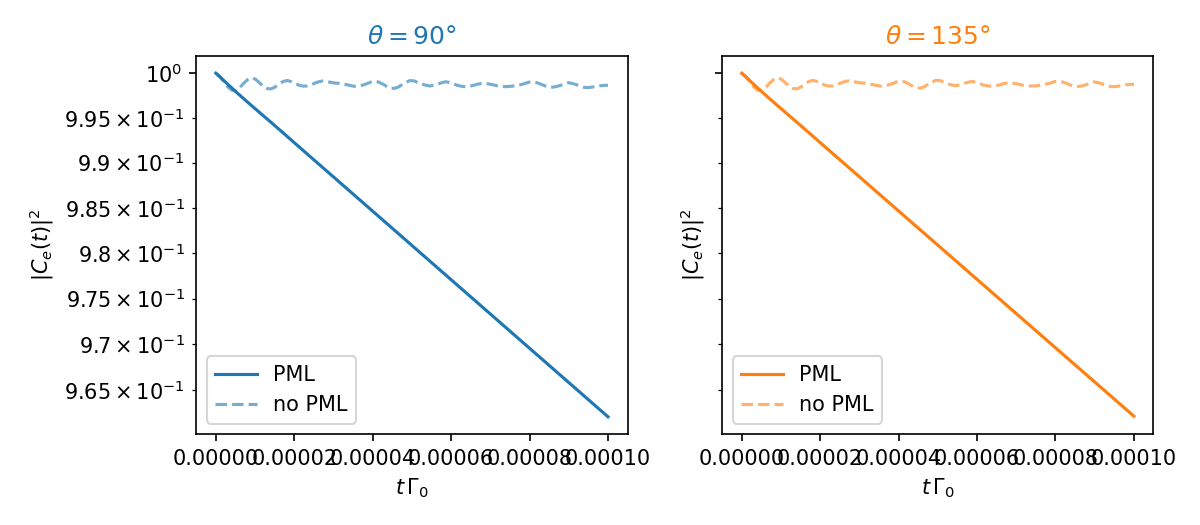 θ = 90°
θ = 135°
10⁰
9.95 × 10⁻¹
9.9 × 10⁻¹
9.85 × 10⁻¹
9.8 × 10⁻¹
9.75 × 10⁻¹
9.7 × 10⁻¹
9.65 × 10⁻¹
|Cₑ(t)|²
PML
no PML
0.00000 0.00002 0.00004 0.00006 0.00008 0.00010
t Γ₀
|Cₑ(t)|²
PML
no PML
0.00000 0.00002 0.00004 0.00006 0.00008 0.00010
t Γ₀